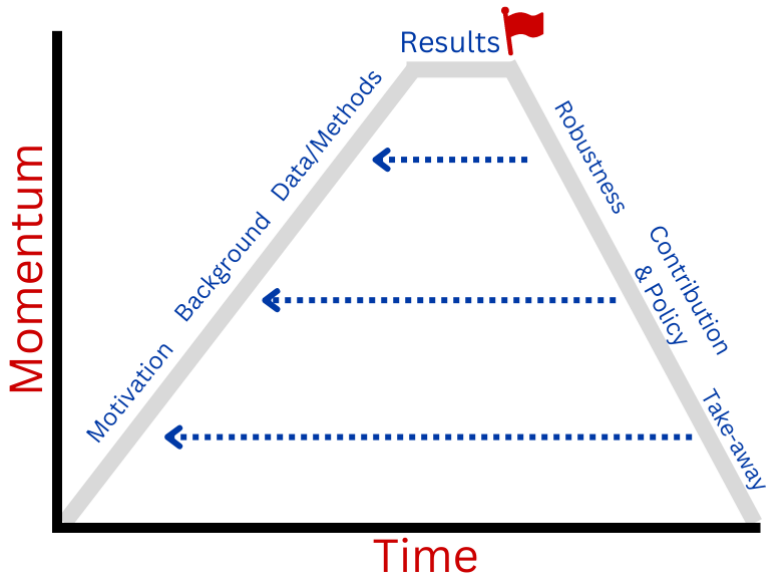 Results
Data/Methods
Background
Motivation
Robustness
Contribution
& Policy
Take-away
Momentum
Time